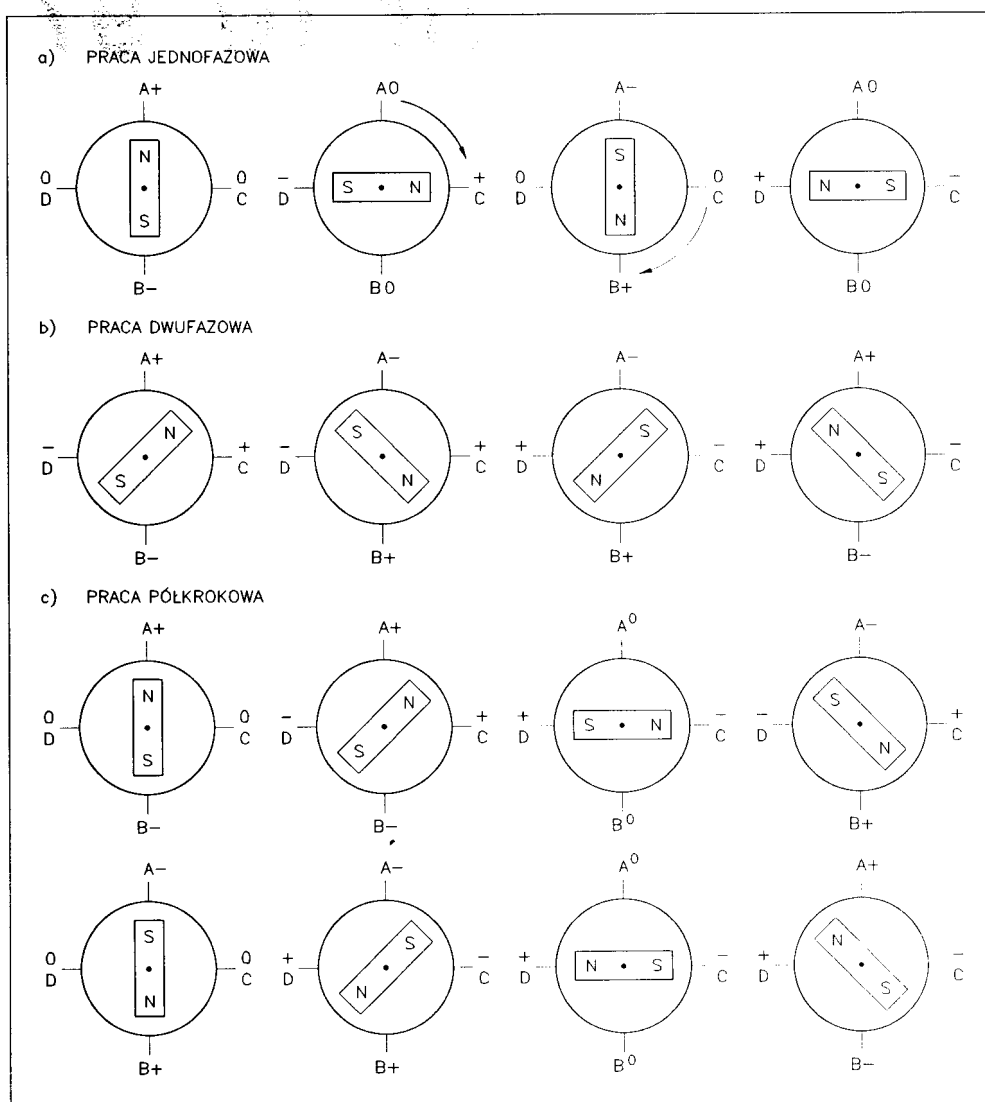 a) PRACA JEDNOFAZOWA
A+ A0 A− A0
0 N 0 − + 0 S 0 + −
D C D S N C D C D N S C
S N
B− B0 B+ B0
b) PRACA DWUFAZOWA
A+ A− A− A+
− N + − S + + S − + N −
D C D C D C D C
S N N S
B− B+ B+ B−
c) PRACA PÓŁKROKOWA
A+ A+ A⁰ A−
0 N 0 − N + + − − S +
D C D C D S N C D C
S S N
B− B− B⁰ B+
A− A− A⁰ A+
0 S 0 + S − + − + N −
D C D C D N S C D C
N N S
B+ B+ B⁰ B−